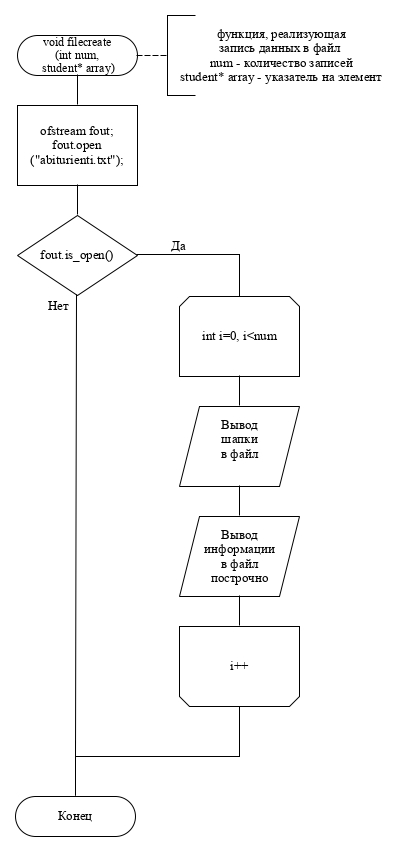 void filecreate
(int num,
student* array)
функция, реализующая
запись данных в файл
num - количество записей
student* array - указатель на элемент
ofstream fout;
fout.open
("abiturienti.txt");
fout.is_open()
Да
Нет
int i=0, i<num
Вывод
шапки
в файл
Вывод
информации
в файл
построчно
i++
Конец